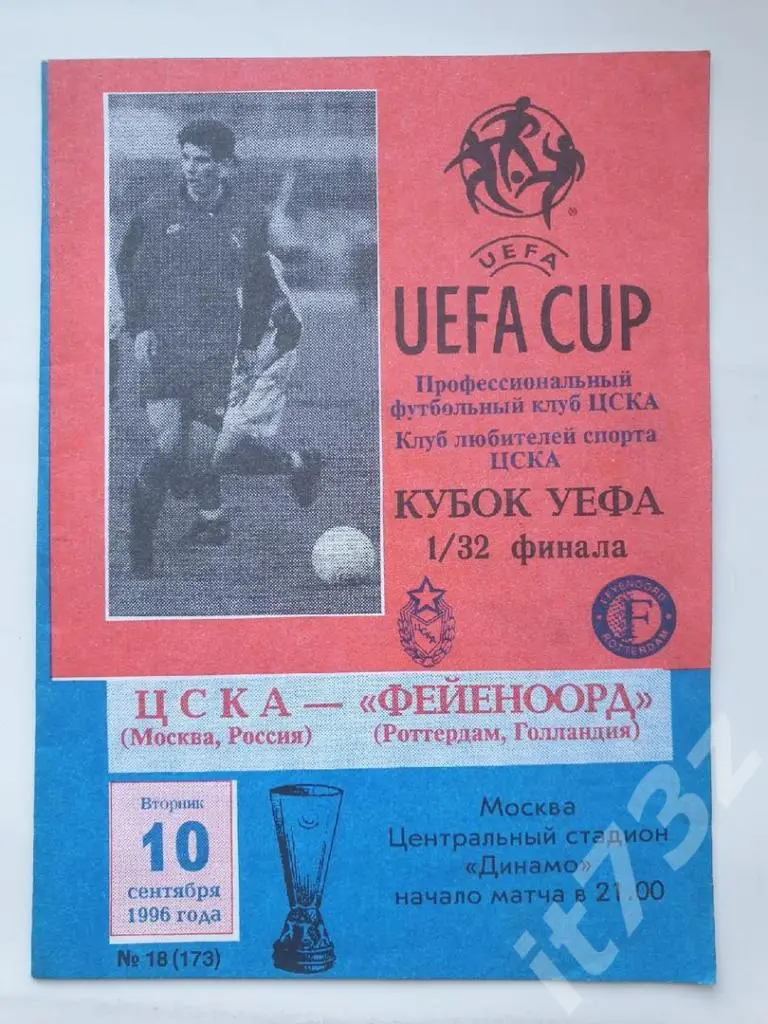 UEFA
UEFA CUP
Профессиональный
футбольный клуб ЦСКА
Клуб любителей спорта
ЦСКА
КУБОК УЕФА
1/32 финала
ЦСКА
FEYENOORD
F
ROTTERDAM
ЦСКА — «ФЕЙЕНООРД»
(Москва, Россия) (Роттердам, Голландия)
Вторник
10
сентября
1996 года
№ 18 (173)
Москва
Центральный стадион
«Динамо»
начало матча в 21.00
it73z